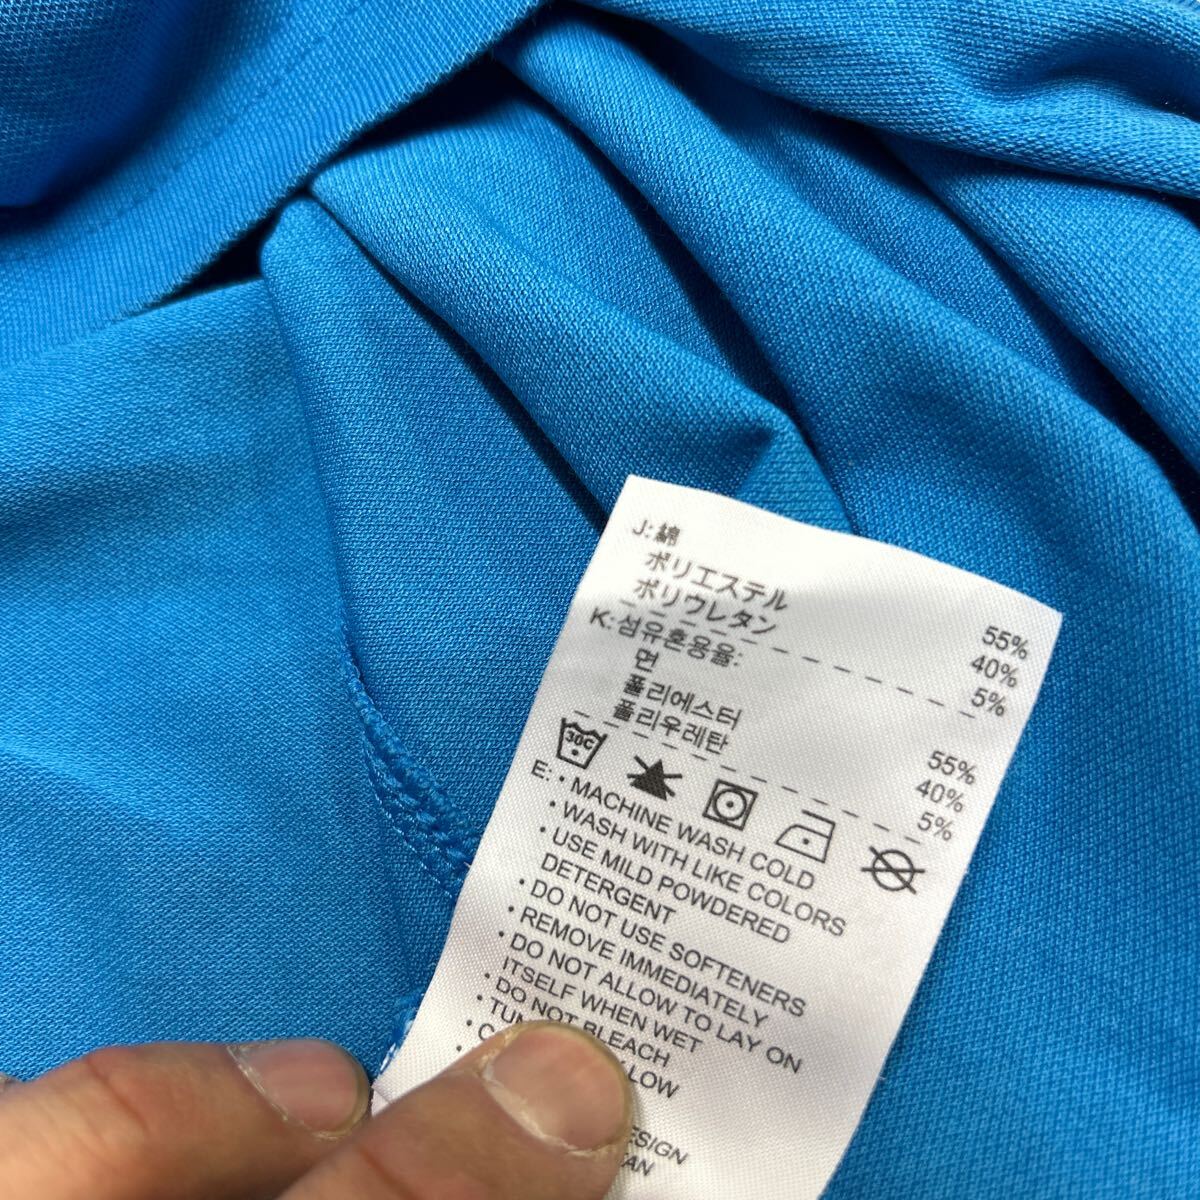 J:綿 55%
ポリエステル 40%
ポリウレタン 5%
K:섬유혼용율:
면 55%
폴리에스터 40%
폴리우레탄 5%
30C
E: • MACHINE WASH COLD
• WASH WITH LIKE COLORS
• USE MILD POWDERED
DETERGENT
• DO NOT USE SOFTENERS
• REMOVE IMMEDIATELY
• DO NOT ALLOW TO LAY ON
ITSELF WHEN WET
• DO NOT BLEACH
LOW